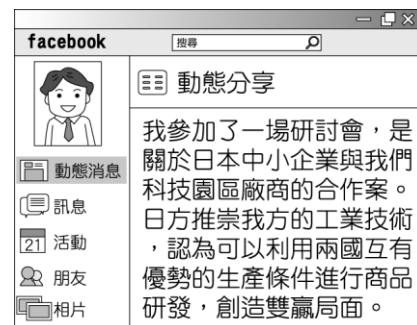 facebook
搜尋
動態分享
動態消息
訊息
21 活動
朋友
相片
我參加了一場研討會，是
關於日本中小企業與我們
科技園區廠商的合作案。
日方推崇我方的工業技術
，認為可以利用兩國互有
優勢的生產條件進行商品
研發，創造雙贏局面。